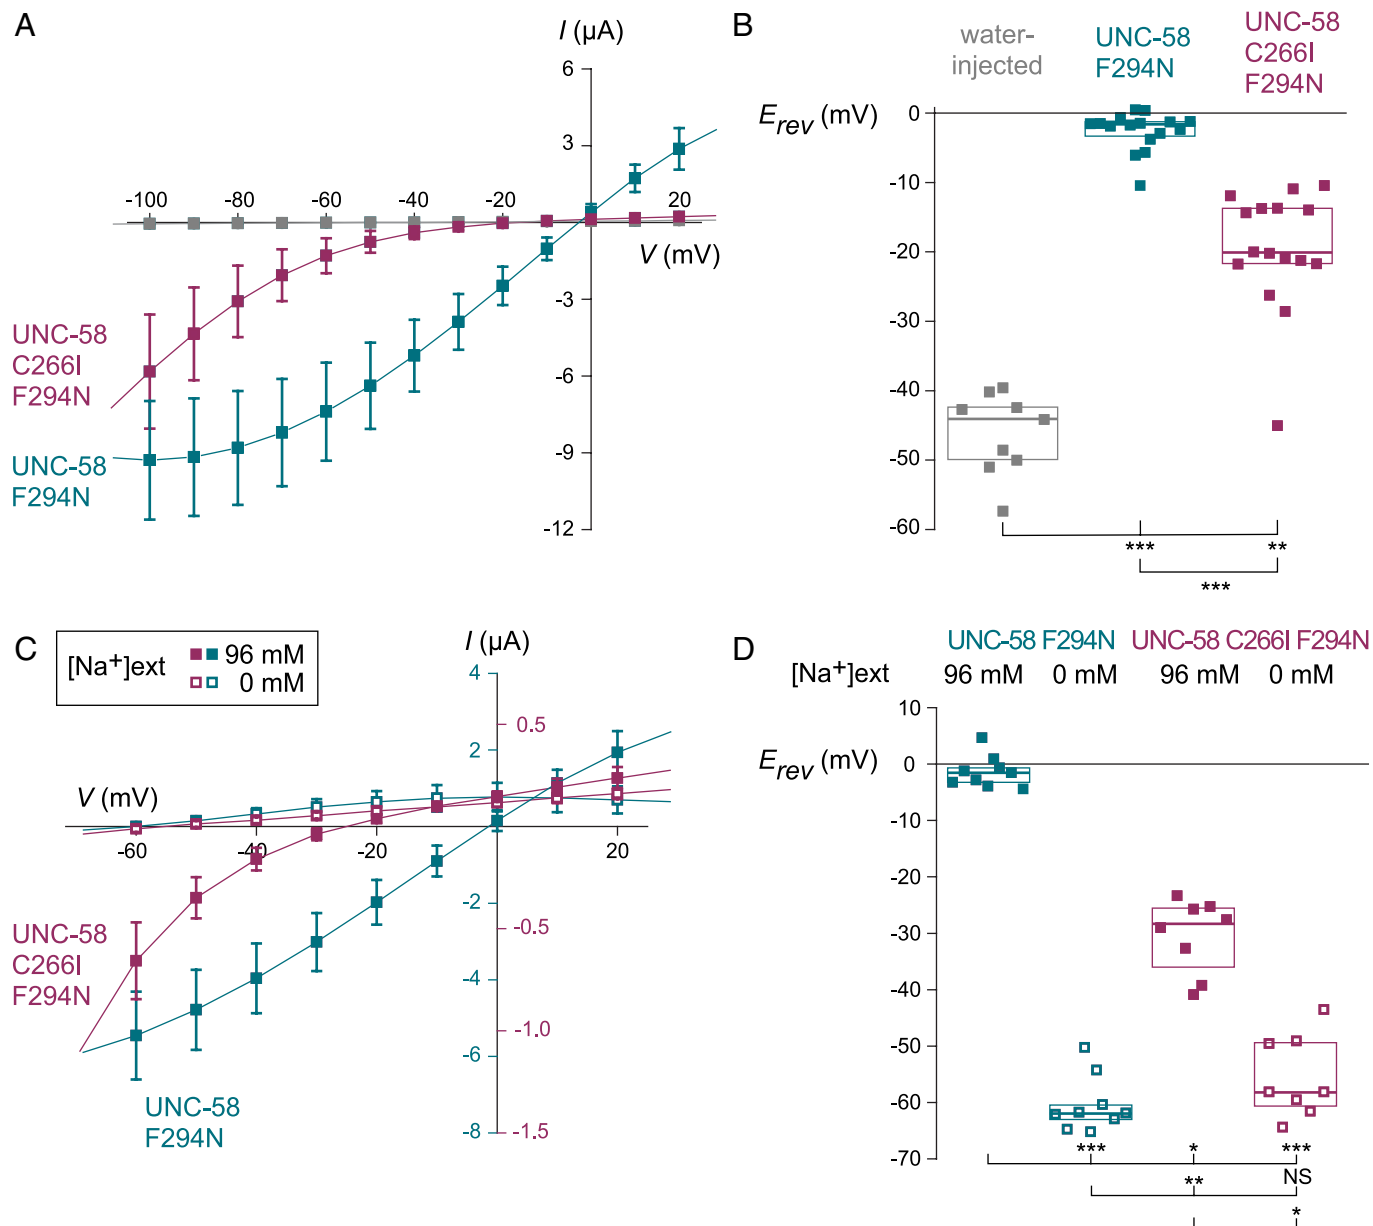 A
I (μA)
6
3
-100
-80
-60
-40
-20
20
V (mV)
-3
-6
-9
-12
UNC-58
C266I
F294N
UNC-58
F294N
B
water-
injected
UNC-58
F294N
UNC-58
C266I
F294N
Erev (mV)
0
-10
-20
-30
-40
-50
-60
***
**
***
C
[Na+]ext
96 mM
0 mM
I (μA)
4
2
-2
-4
-6
-8
0.5
-0.5
-1.0
-1.5
V (mV)
-60
-40
-20
20
UNC-58
C266I
F294N
UNC-58
F294N
D
UNC-58 F294N UNC-58 C266I F294N
[Na+]ext 96 mM 0 mM 96 mM 0 mM
Erev (mV)
10
0
-10
-20
-30
-40
-50
-60
-70
*** * ***
** NS
*